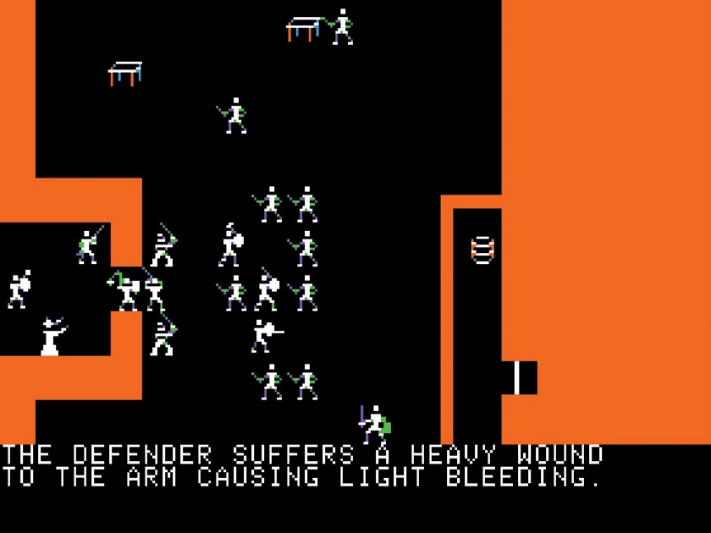 THE DEFENDER SUFFERS A HEAVY WOUND
TO THE ARM CAUSING LIGHT BLEEDING.